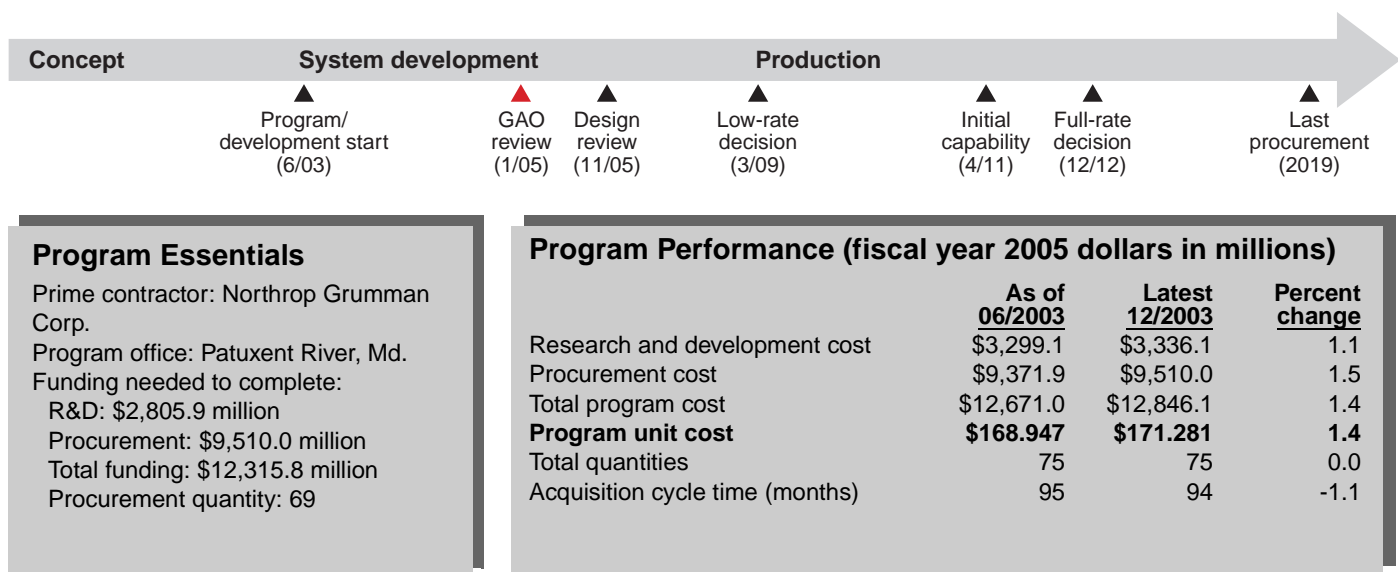 Concept System development Production
Program/
development start
(6/03)
GAO
review
(1/05)
Design
review
(11/05)
Low-rate
decision
(3/09)
Initial
capability
(4/11)
Full-rate
decision
(12/12)
Last
procurement
(2019)
Program Essentials
Prime contractor: Northrop Grumman
Corp.
Program office: Patuxent River, Md.
Funding needed to complete:
R&D: $2,805.9 million
Procurement: $9,510.0 million
Total funding: $12,315.8 million
Procurement quantity: 69
Program Performance (fiscal year 2005 dollars in millions)
As of Latest Percent
06/2003 12/2003 change
Research and development cost $3,299.1 $3,336.1 1.1
Procurement cost $9,371.9 $9,510.0 1.5
Total program cost $12,671.0 $12,846.1 1.4
Program unit cost $168.947 $171.281 1.4
Total quantities 75 75 0.0
Acquisition cycle time (months) 95 94 -1.1